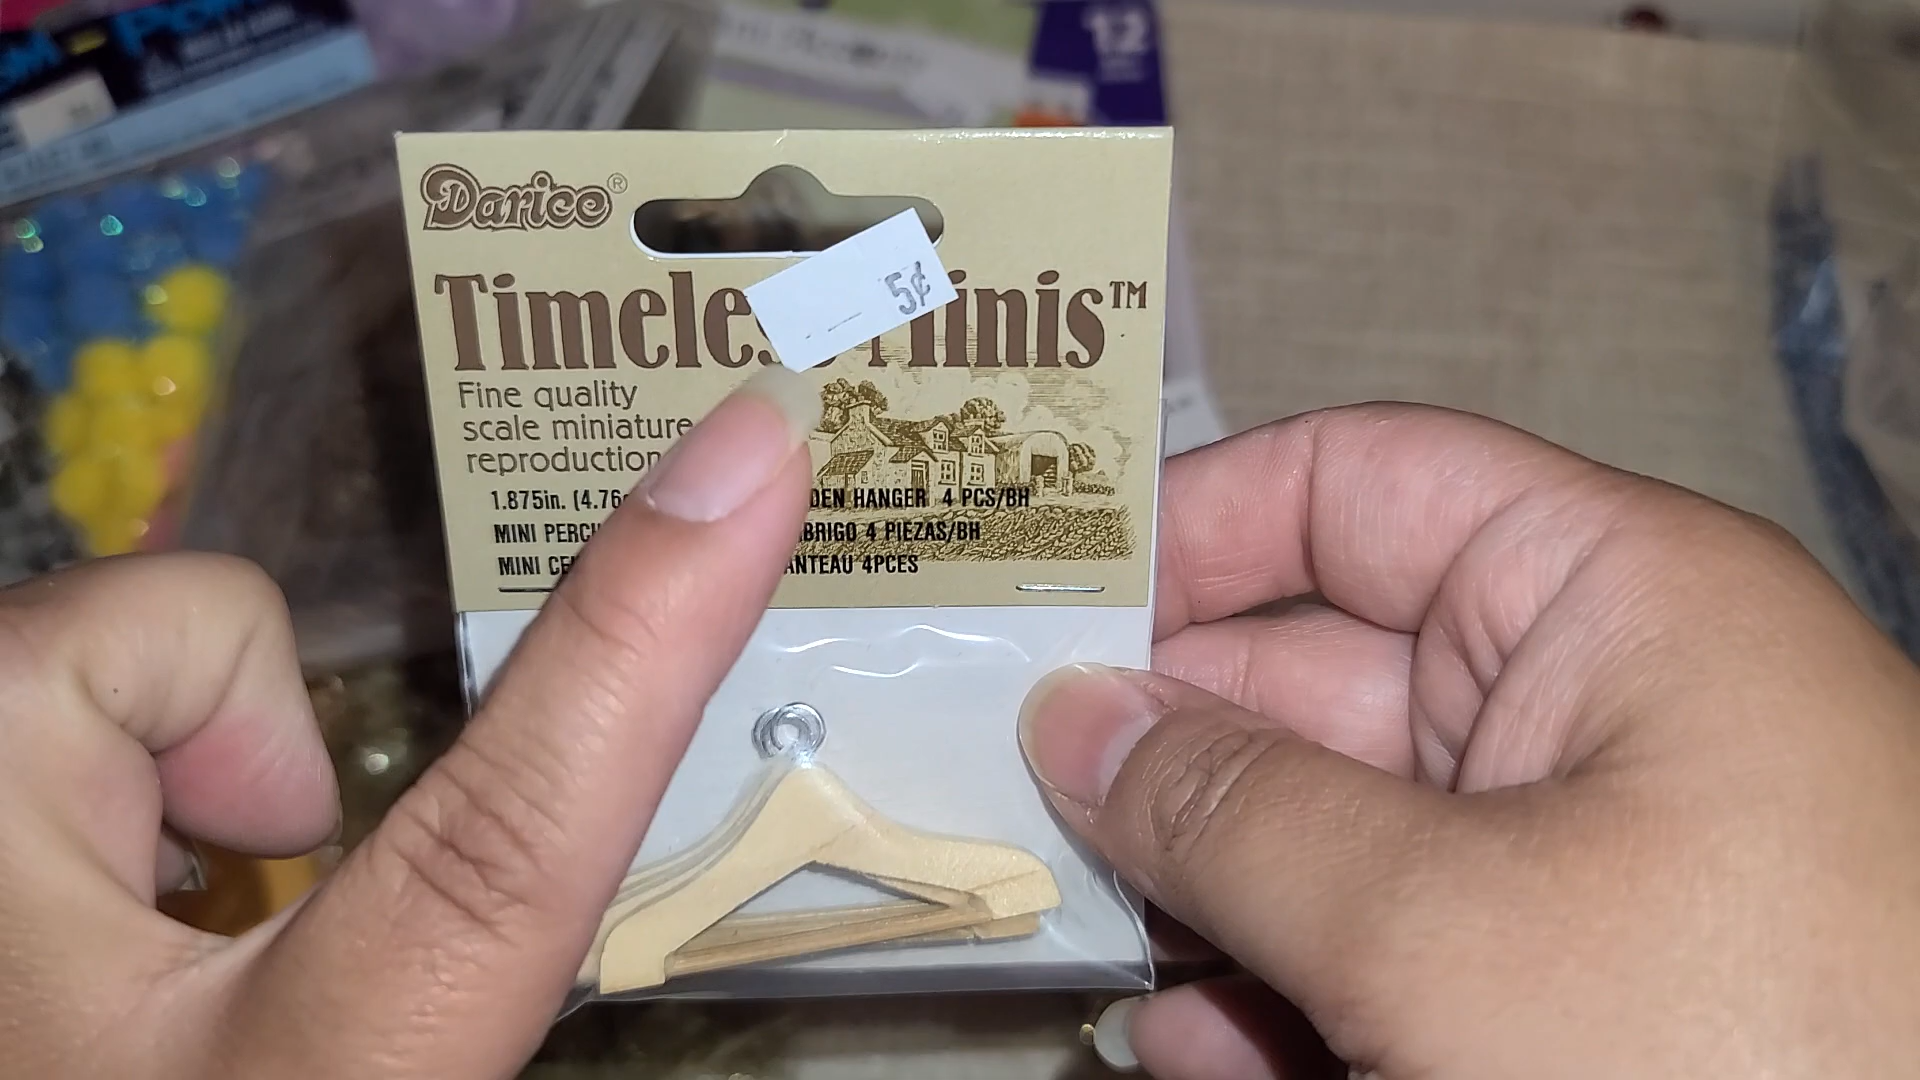 Darice®
5¢
Timeless Minis™
Fine quality
scale miniature
reproduction
1.875in. (4.76 DEN HANGER 4 PCS/BH
MINI PERCH BRIGO 4 PIEZAS/BH
MINI CE ANTEAU 4PCES
12